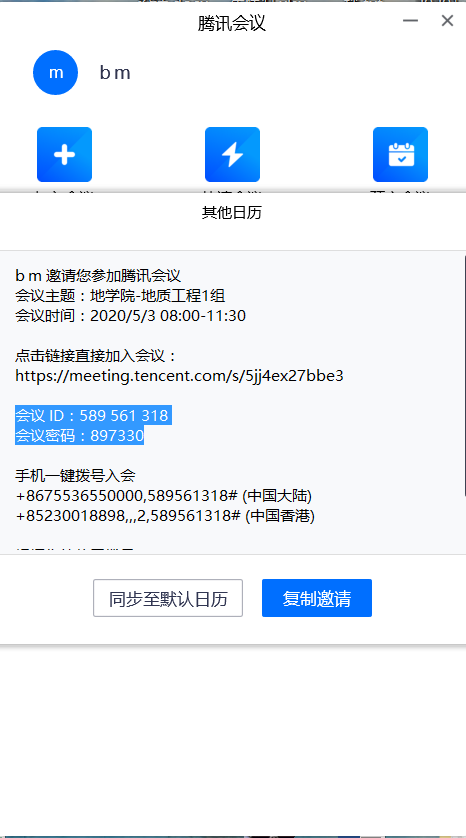 腾讯会议
m
b m
其他日历
b m 邀请您参加腾讯会议
会议主题：地学院-地质工程1组
会议时间：2020/5/3 08:00-11:30
点击链接直接加入会议：
https://meeting.tencent.com/s/5jj4ex27bbe3
会议 ID：589 561 318
会议密码：897330
手机一键拨号入会
+8675536550000,589561318# (中国大陆)
+85230018898,,,2,589561318# (中国香港)
同步至默认日历
复制邀请